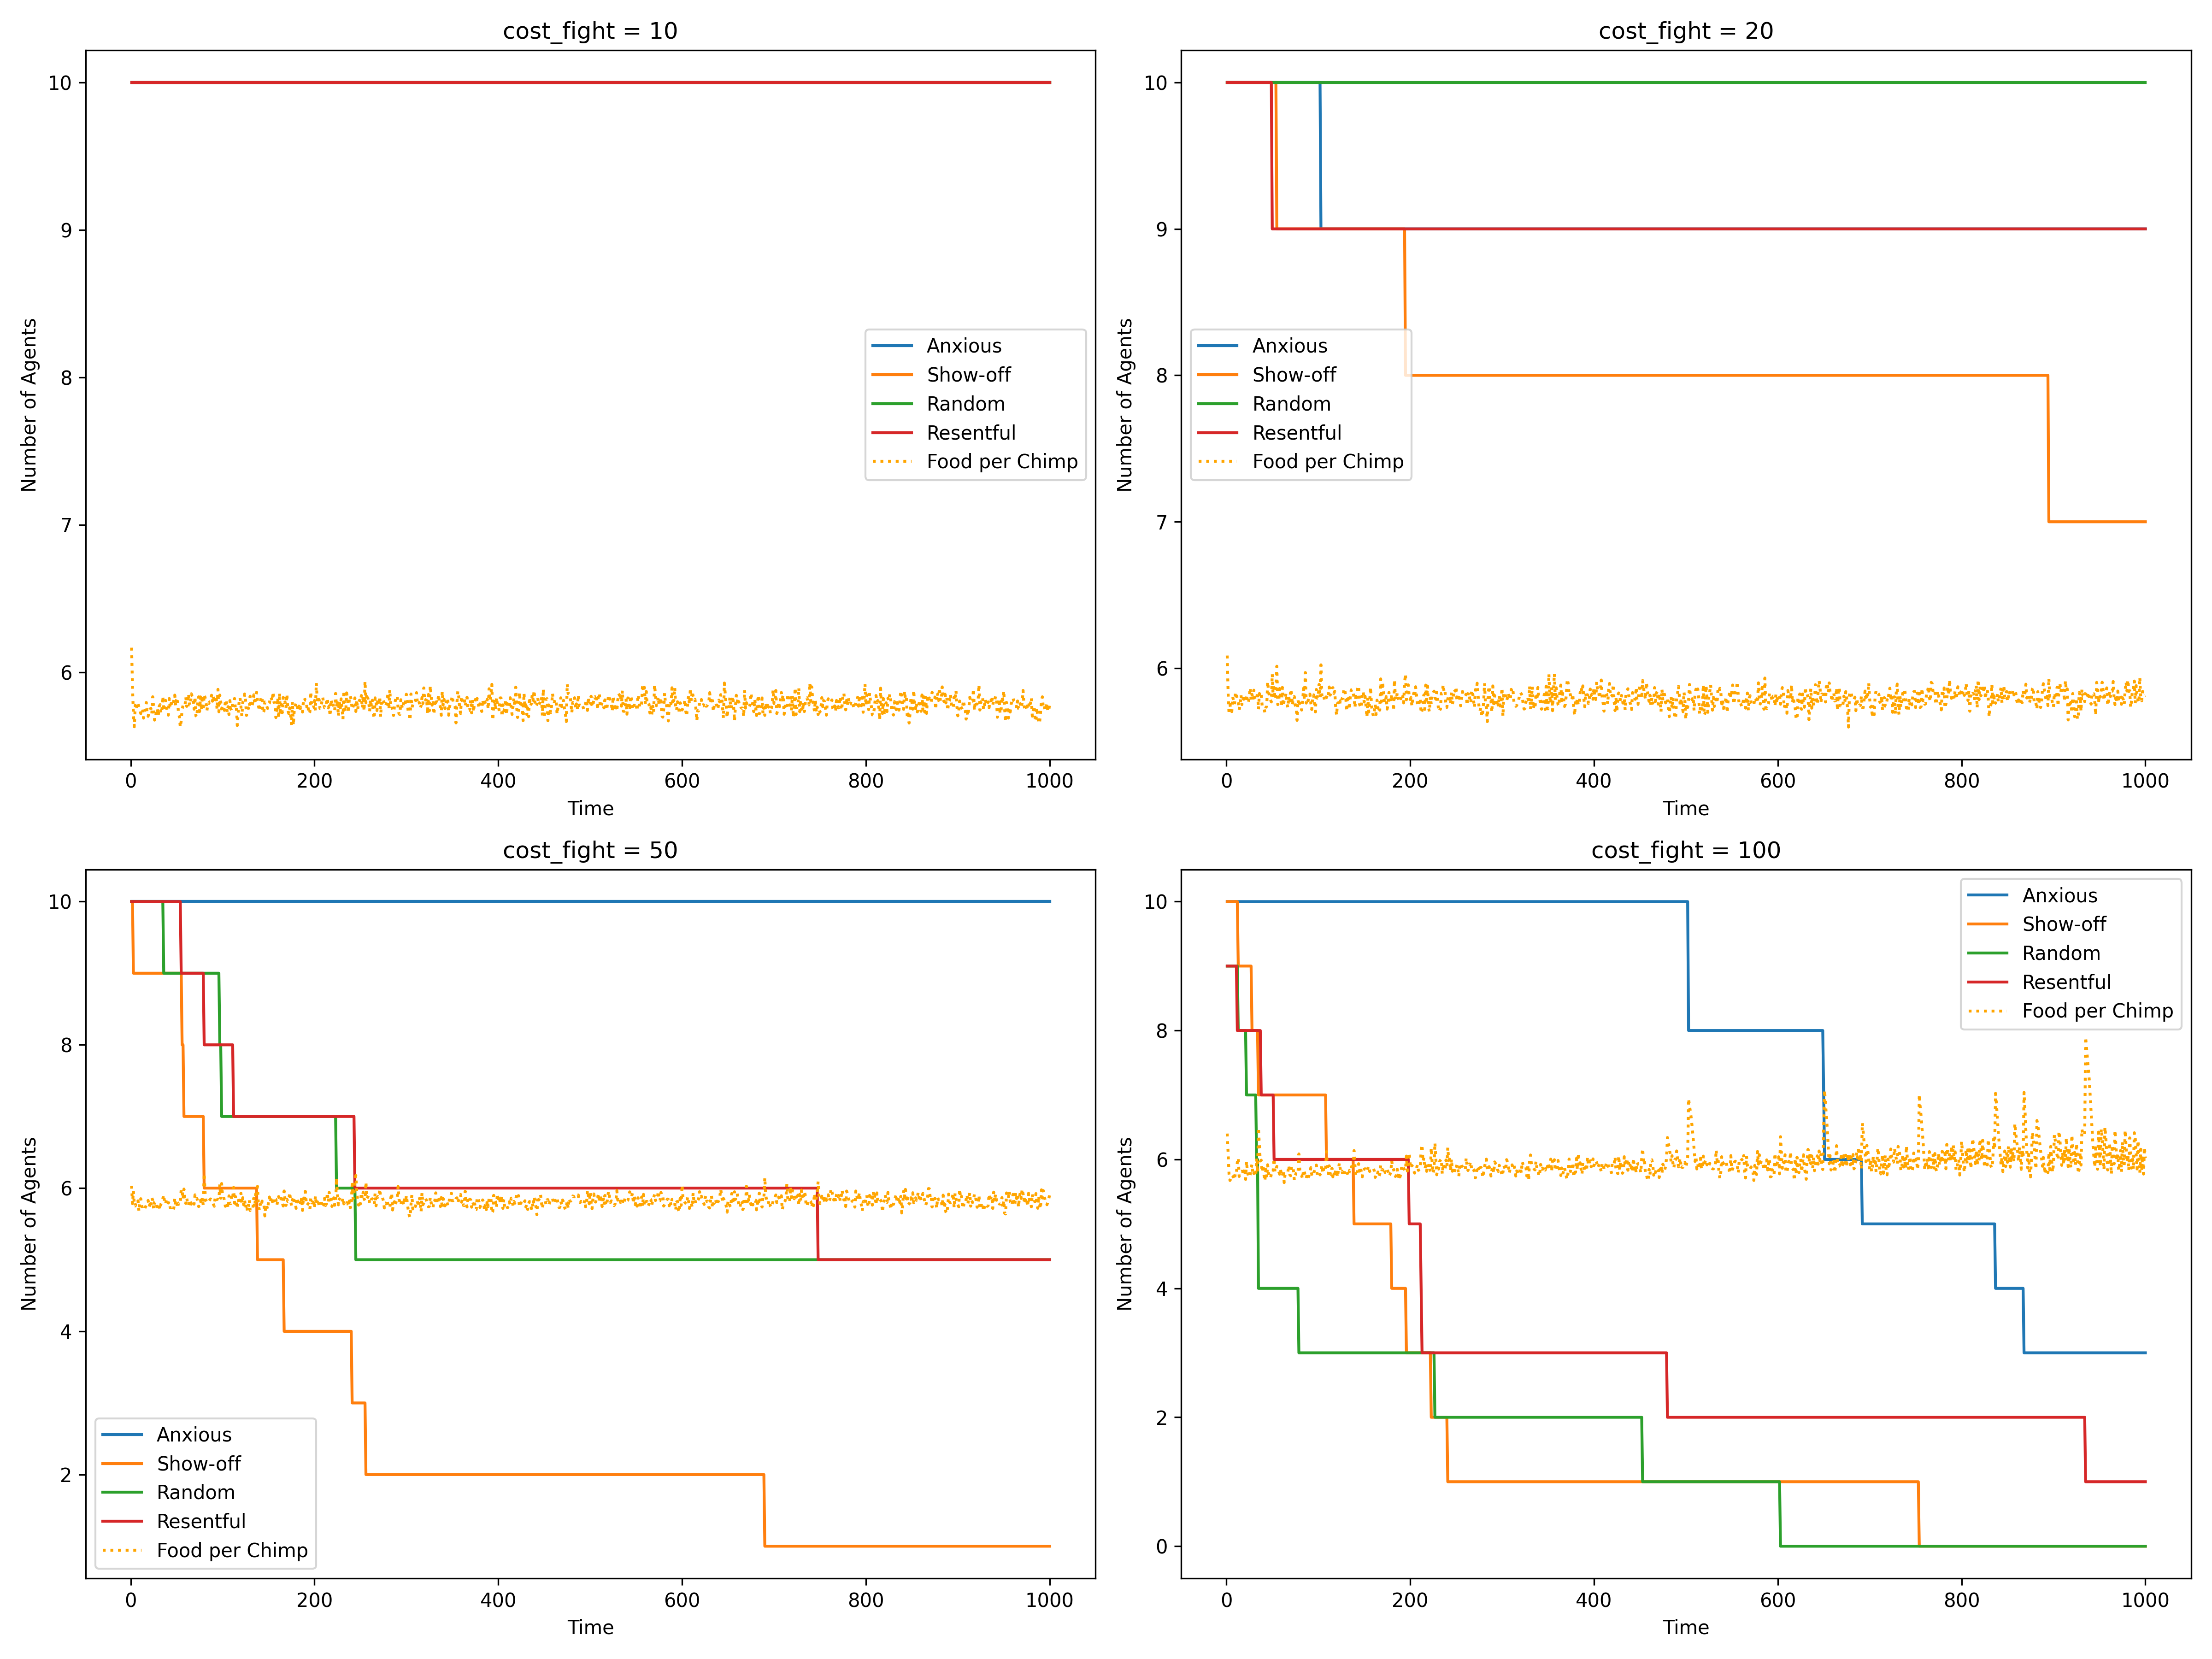 cost_fight = 10
Number of Agents
10
9
8
7
6
Anxious
Show-off
Random
Resentful
Food per Chimp
0
200
400
600
800
1000
Time
cost_fight = 20
Number of Agents
10
9
8
7
6
Anxious
Show-off
Random
Resentful
Food per Chimp
0
200
400
600
800
1000
Time
cost_fight = 50
Number of Agents
10
8
6
4
2
Anxious
Show-off
Random
Resentful
Food per Chimp
0
200
400
600
800
1000
Time
cost_fight = 100
Number of Agents
10
8
6
4
2
0
Anxious
Show-off
Random
Resentful
Food per Chimp
0
200
400
600
800
1000
Time